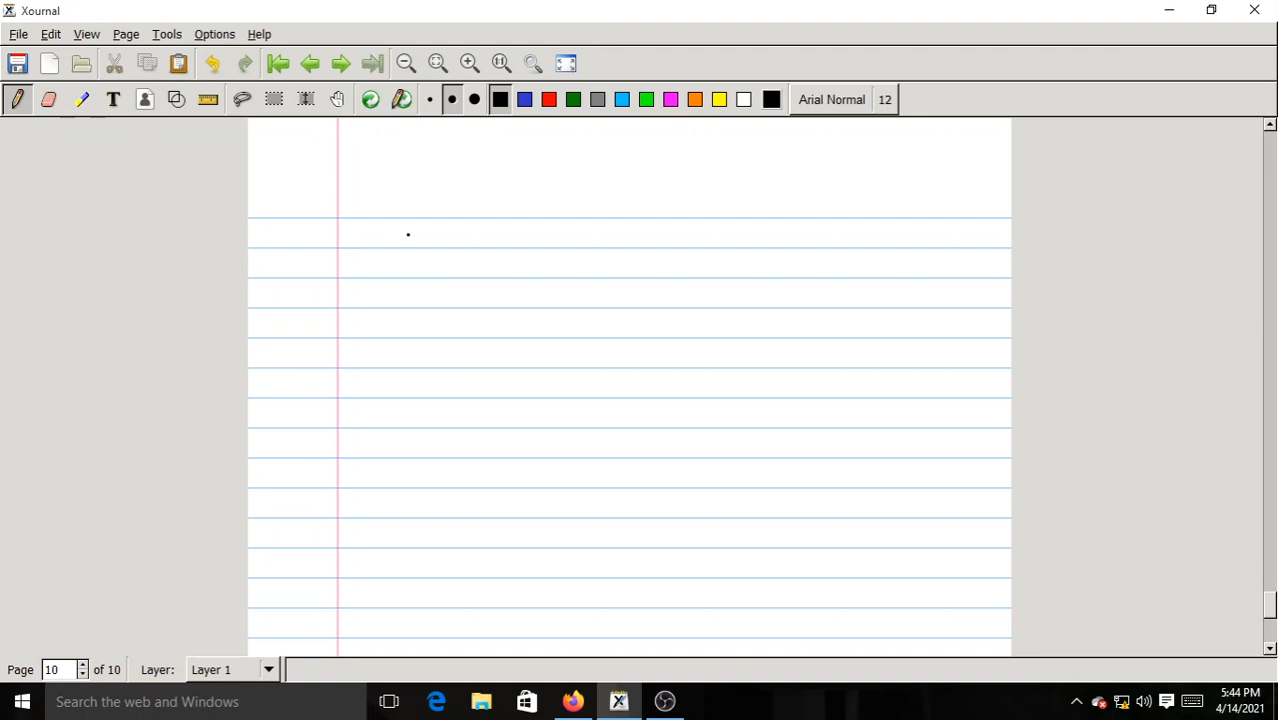 Xournal
File Edit View Page Tools Options Help
Arial Normal 12
Page 10 of 10 Layer: Layer 1
Search the web and Windows
5:44 PM
4/14/2021